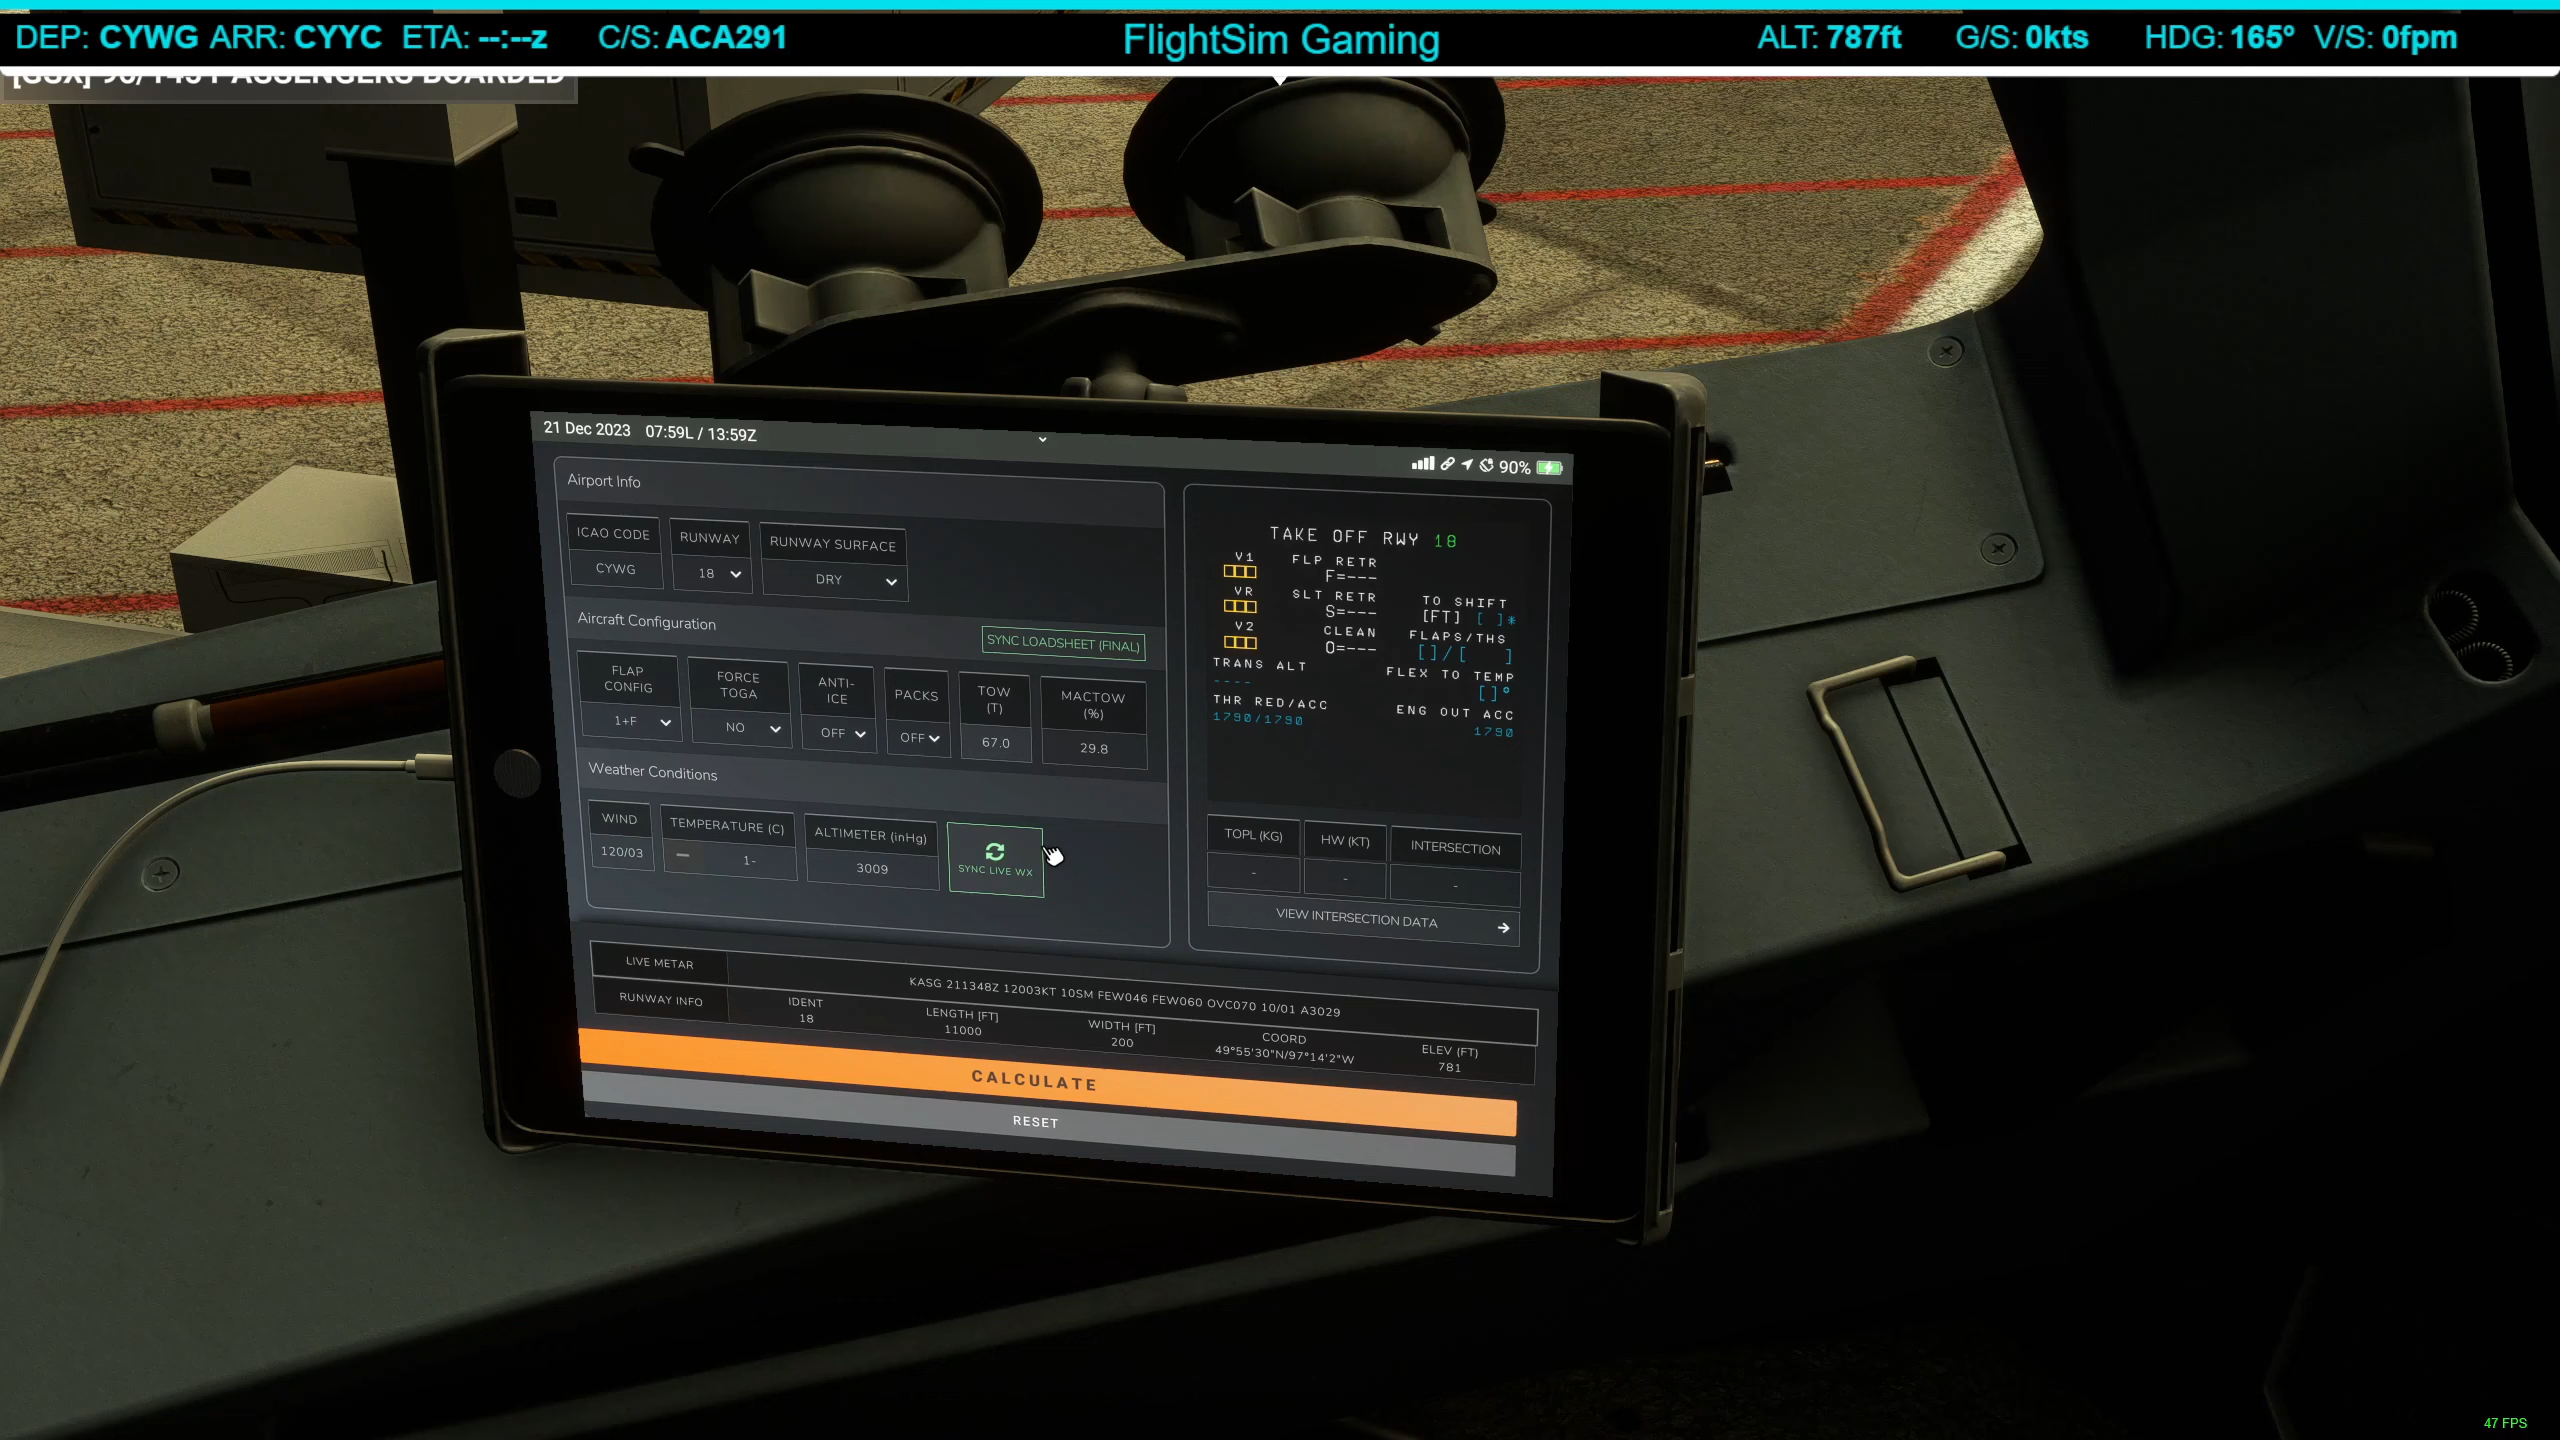 DEP: CYWG ARR: CYYC ETA: --:--z C/S: ACA291 FlightSim Gaming ALT: 787ft G/S: 0kts HDG: 165° V/S: 0fpm
PASSENGERS BOARDED
21 Dec 2023 07:59L / 13:59Z 90%
Airport Info
ICAO CODE RUNWAY RUNWAY SURFACE
CYWG 18 DRY
Aircraft Configuration SYNC LOADSHEET (FINAL)
FLAP CONFIG FORCE TOGA ANTI-ICE PACKS TOW (T) MACTOW (%)
1+F NO OFF OFF 67.0 29.8
Weather Conditions
WIND TEMPERATURE (C) ALTIMETER (inHg)
120/03 1- 3009 SYNC LIVE WX
TAKE OFF RWY 18
V1 FLP RETR
F=---
VR SLT RETR TO SHIFT
S=--- [FT] [ ]*
V2 CLEAN FLAPS/THS
O=--- []/[ ]
TRANS ALT FLEX TO TEMP
---- []°
THR RED/ACC ENG OUT ACC
1790/1790 1790
TOPL (KG) HW (KT) INTERSECTION
- - -
VIEW INTERSECTION DATA →
LIVE METAR KASG 211348Z 12003KT 10SM FEW046 FEW060 OVC070 10/01 A3029
RUNWAY INFO IDENT LENGTH [FT] WIDTH [FT] COORD ELEV (FT)
18 11000 200 49°55'30"N/97°14'2"W 781
CALCULATE
RESET
47 FPS